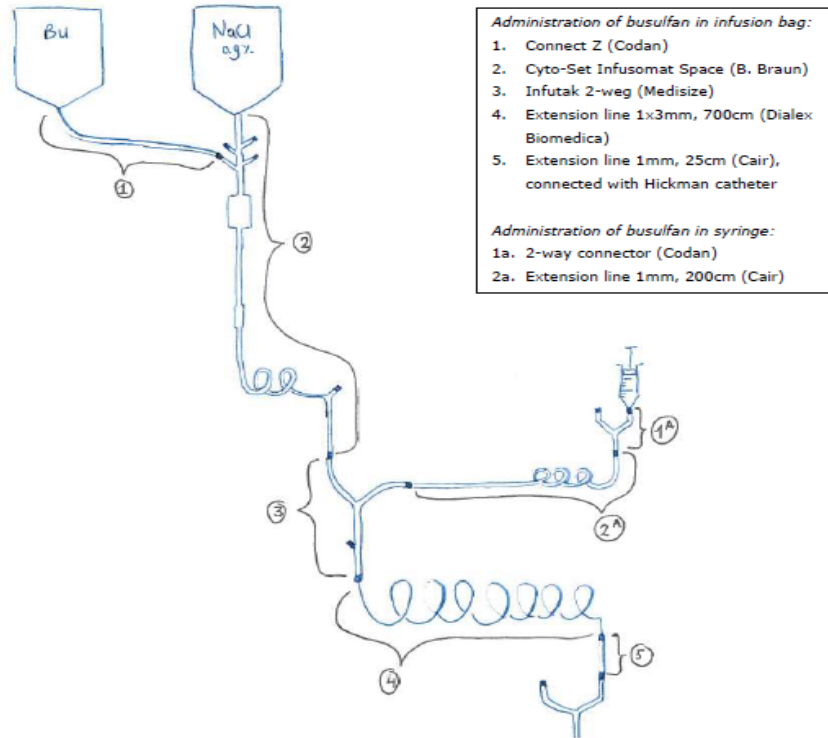 Bu
NaCl
0,9%
Administration of busulfan in infusion bag:
1. Connect Z (Codan)
2. Cyto-Set Infusomat Space (B. Braun)
3. Infutak 2-weg (Medisize)
4. Extension line 1x3mm, 700cm (Dialex
Biomedica)
5. Extension line 1mm, 25cm (Cair),
connected with Hickman catheter
Administration of busulfan in syringe:
1a. 2-way connector (Codan)
2a. Extension line 1mm, 200cm (Cair)
1
2
1A
3
2A
5
4